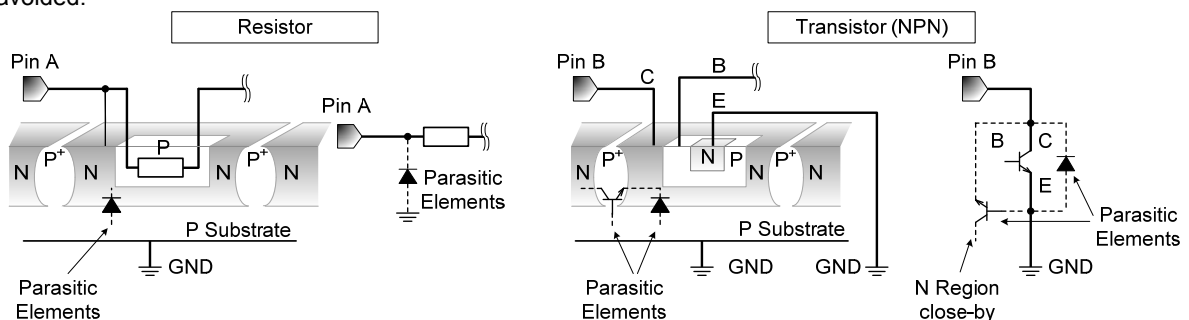 avoided.
Resistor
Transistor (NPN)
Pin A
Pin A
N
P+
N
P
N
P+
N
Parasitic
Elements
P Substrate
GND
Parasitic
Elements
Pin B
C
B
E
N
P+
N
N
P
P+
N
P Substrate
GND
GND
Parasitic
Elements
Pin B
B
C
E
Parasitic
Elements
GND
N Region
close-by